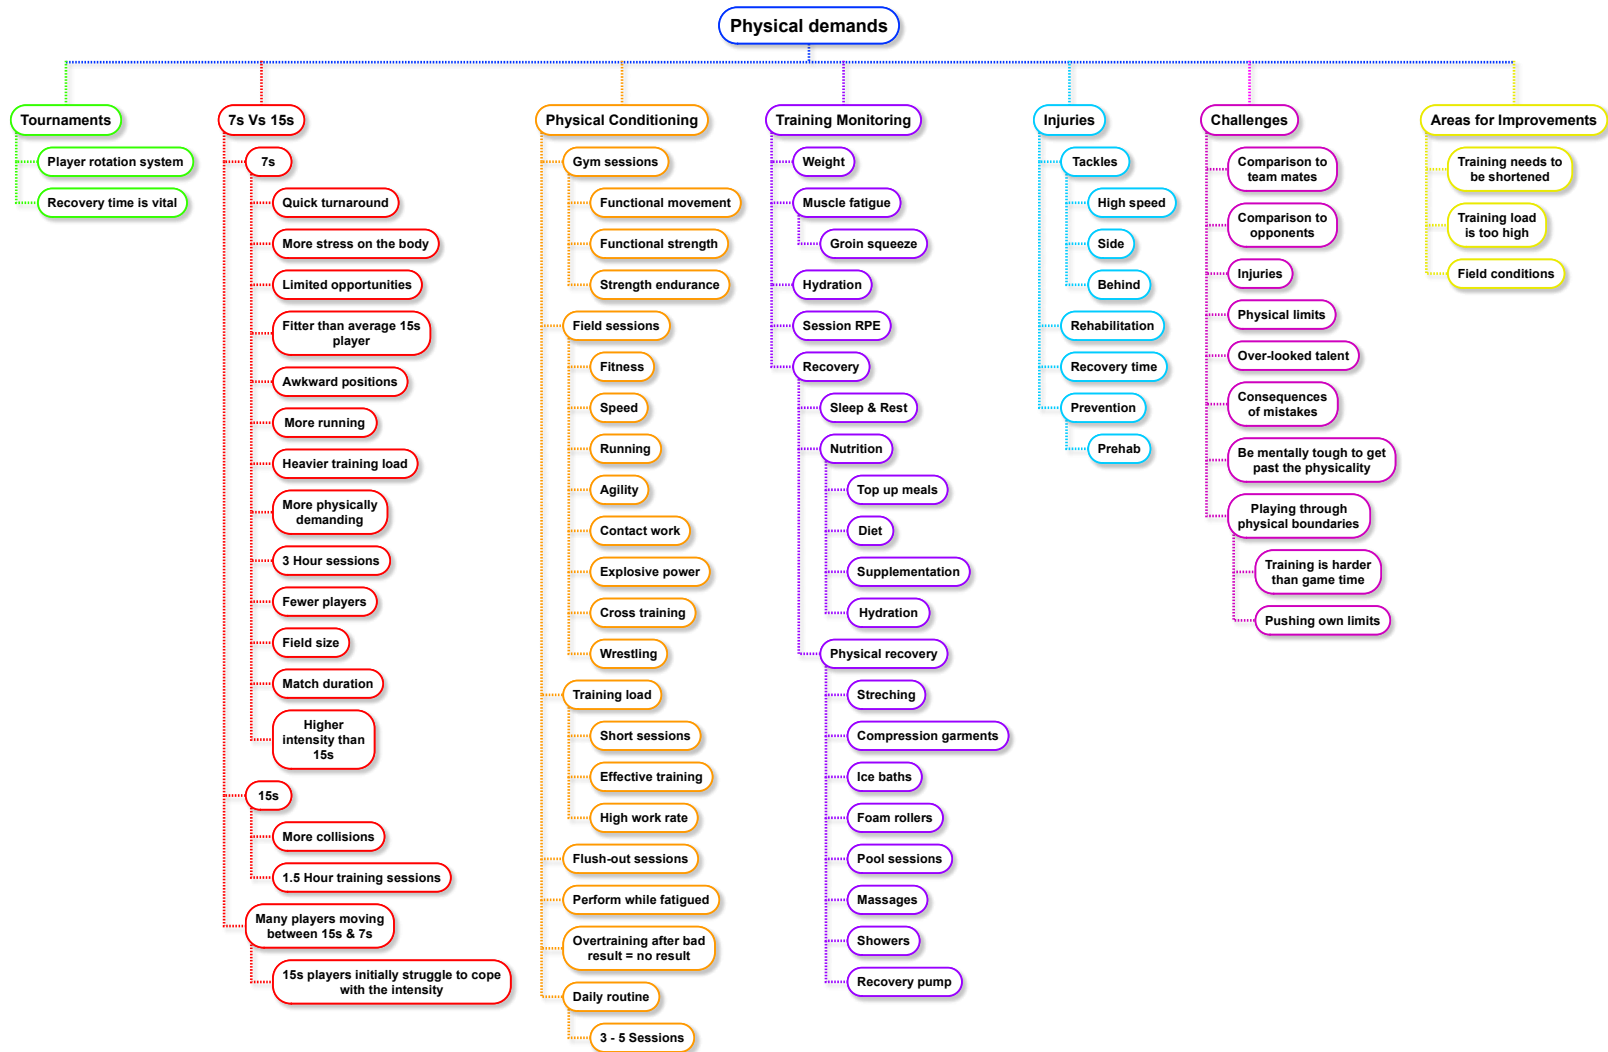 Physical demands
Tournaments
Player rotation system
Recovery time is vital
7s Vs 15s
7s
Quick turnaround
More stress on the body
Limited opportunities
Fitter than average 15s
player
Awkward positions
More running
Heavier training load
More physically
demanding
3 Hour sessions
Fewer players
Field size
Match duration
Higher
intensity than
15s
15s
More collisions
1.5 Hour training sessions
Many players moving
between 15s & 7s
15s players initially struggle to cope
with the intensity
Physical Conditioning
Gym sessions
Functional movement
Functional strength
Strength endurance
Field sessions
Fitness
Speed
Running
Agility
Contact work
Explosive power
Cross training
Wrestling
Training load
Short sessions
Effective training
High work rate
Flush-out sessions
Perform while fatigued
Overtraining after bad
result = no result
Daily routine
3 - 5 Sessions
Training Monitoring
Weight
Muscle fatigue
Groin squeeze
Hydration
Session RPE
Recovery
Sleep & Rest
Nutrition
Top up meals
Diet
Supplementation
Hydration
Physical recovery
Streching
Compression garments
Ice baths
Foam rollers
Pool sessions
Massages
Showers
Recovery pump
Injuries
Tackles
High speed
Side
Behind
Rehabilitation
Recovery time
Prevention
Prehab
Challenges
Comparison to
team mates
Comparison to
opponents
Injuries
Physical limits
Over-looked talent
Consequences
of mistakes
Be mentally tough to get
past the physicality
Playing through
physical boundaries
Training is harder
than game time
Pushing own limits
Areas for Improvements
Training needs to
be shortened
Training load
is too high
Field conditions